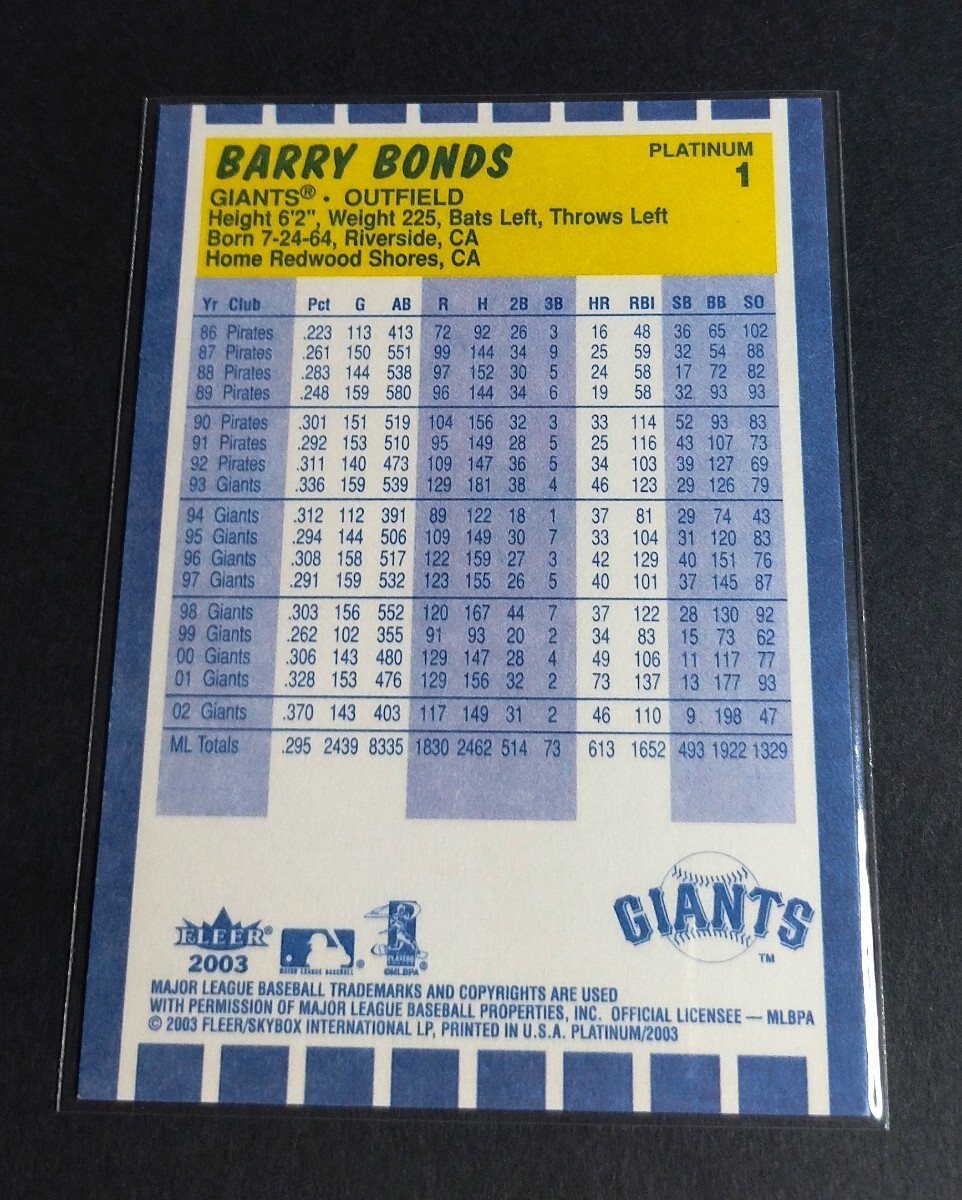 BARRY BONDS
PLATINUM
1
GIANTS® · OUTFIELD
Height 6'2", Weight 225, Bats Left, Throws Left
Born 7-24-64, Riverside, CA
Home Redwood Shores, CA
Yr Club Pct G AB R H 2B 3B HR RBI SB BB SO
86 Pirates .223 113 413 72 92 26 3 16 48 36 65 102
87 Pirates .261 150 551 99 144 34 9 25 59 32 54 88
88 Pirates .283 144 538 97 152 30 5 24 58 17 72 82
89 Pirates .248 159 580 96 144 34 6 19 58 32 93 93
90 Pirates .301 151 519 104 156 32 3 33 114 52 93 83
91 Pirates .292 153 510 95 149 28 5 25 116 43 107 73
92 Pirates .311 140 473 109 147 36 5 34 103 39 127 69
93 Giants .336 159 539 129 181 38 4 46 123 29 126 79
94 Giants .312 112 391 89 122 18 1 37 81 29 74 43
95 Giants .294 144 506 109 149 30 7 33 104 31 120 83
96 Giants .308 158 517 122 159 27 3 42 129 40 151 76
97 Giants .291 159 532 123 155 26 5 40 101 37 145 87
98 Giants .303 156 552 120 167 44 7 37 122 28 130 92
99 Giants .262 102 355 91 93 20 2 34 83 15 73 62
00 Giants .306 143 480 129 147 28 4 49 106 11 117 77
01 Giants .328 153 476 129 156 32 2 73 137 13 177 93
02 Giants .370 143 403 117 149 31 2 46 110 9 198 47
ML Totals .295 2439 8335 1830 2462 514 73 613 1652 493 1922 1329
GIANTS
TM
FLEER®
2003
MAJOR LEAGUE BASEBALL ®
PLAYERS
©MLBPA ®
MAJOR LEAGUE BASEBALL TRADEMARKS AND COPYRIGHTS ARE USED
WITH PERMISSION OF MAJOR LEAGUE BASEBALL PROPERTIES, INC. OFFICIAL LICENSEE — MLBPA
© 2003 FLEER/SKYBOX INTERNATIONAL LP, PRINTED IN U.S.A. PLATINUM/2003